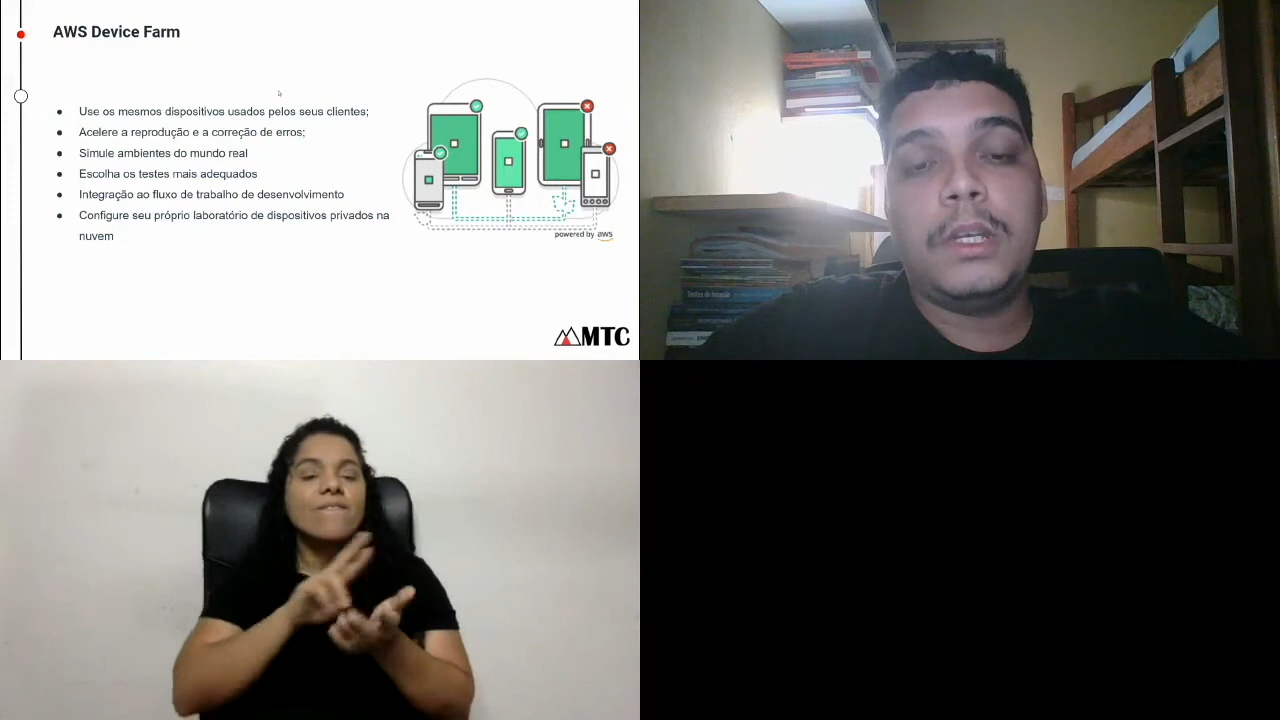 AWS Device Farm
● Use os mesmos dispositivos usados pelos seus clientes;
● Acelere a reprodução e a correção de erros;
● Simule ambientes do mundo real
● Escolha os testes mais adequados
● Integração ao fluxo de trabalho de desenvolvimento
● Configure seu próprio laboratório de dispositivos privados na
nuvem
powered by aws
MTC